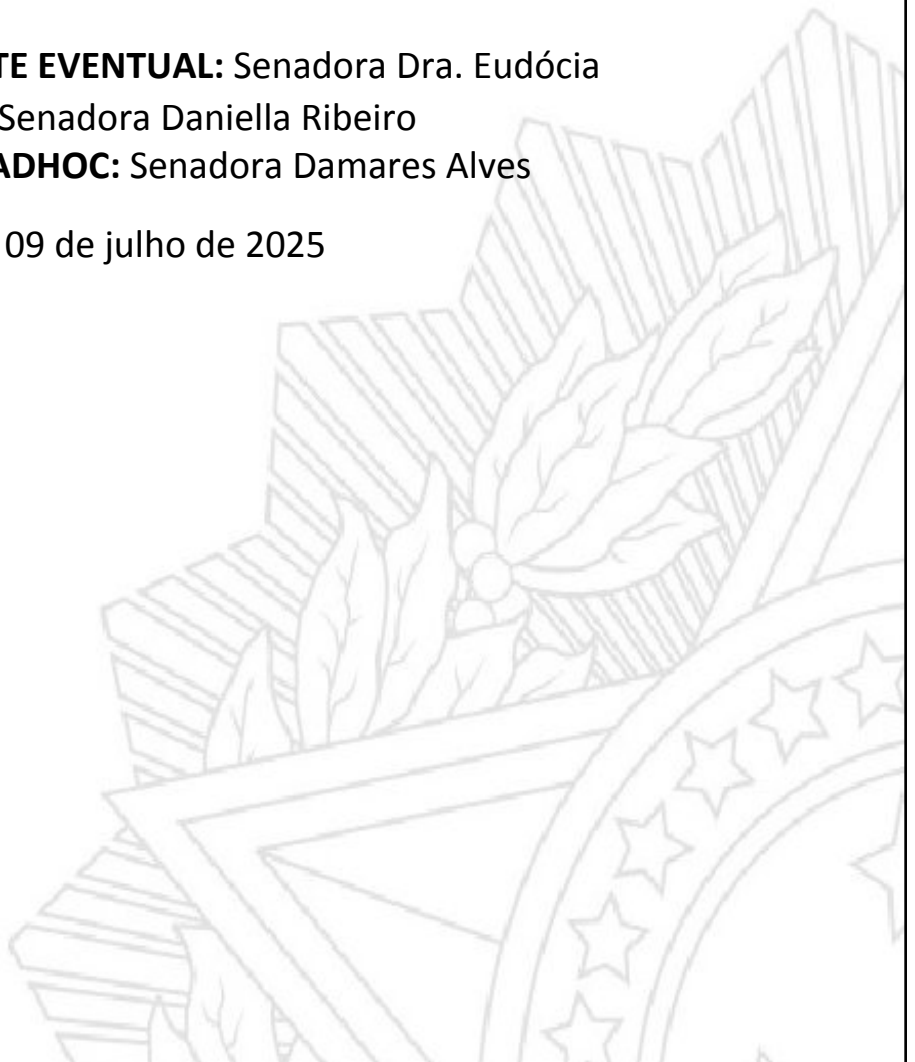 TE EVENTUAL: Senadora Dra. Eudócia
Senadora Daniella Ribeiro
ADHOC: Senadora Damares Alves
09 de julho de 2025